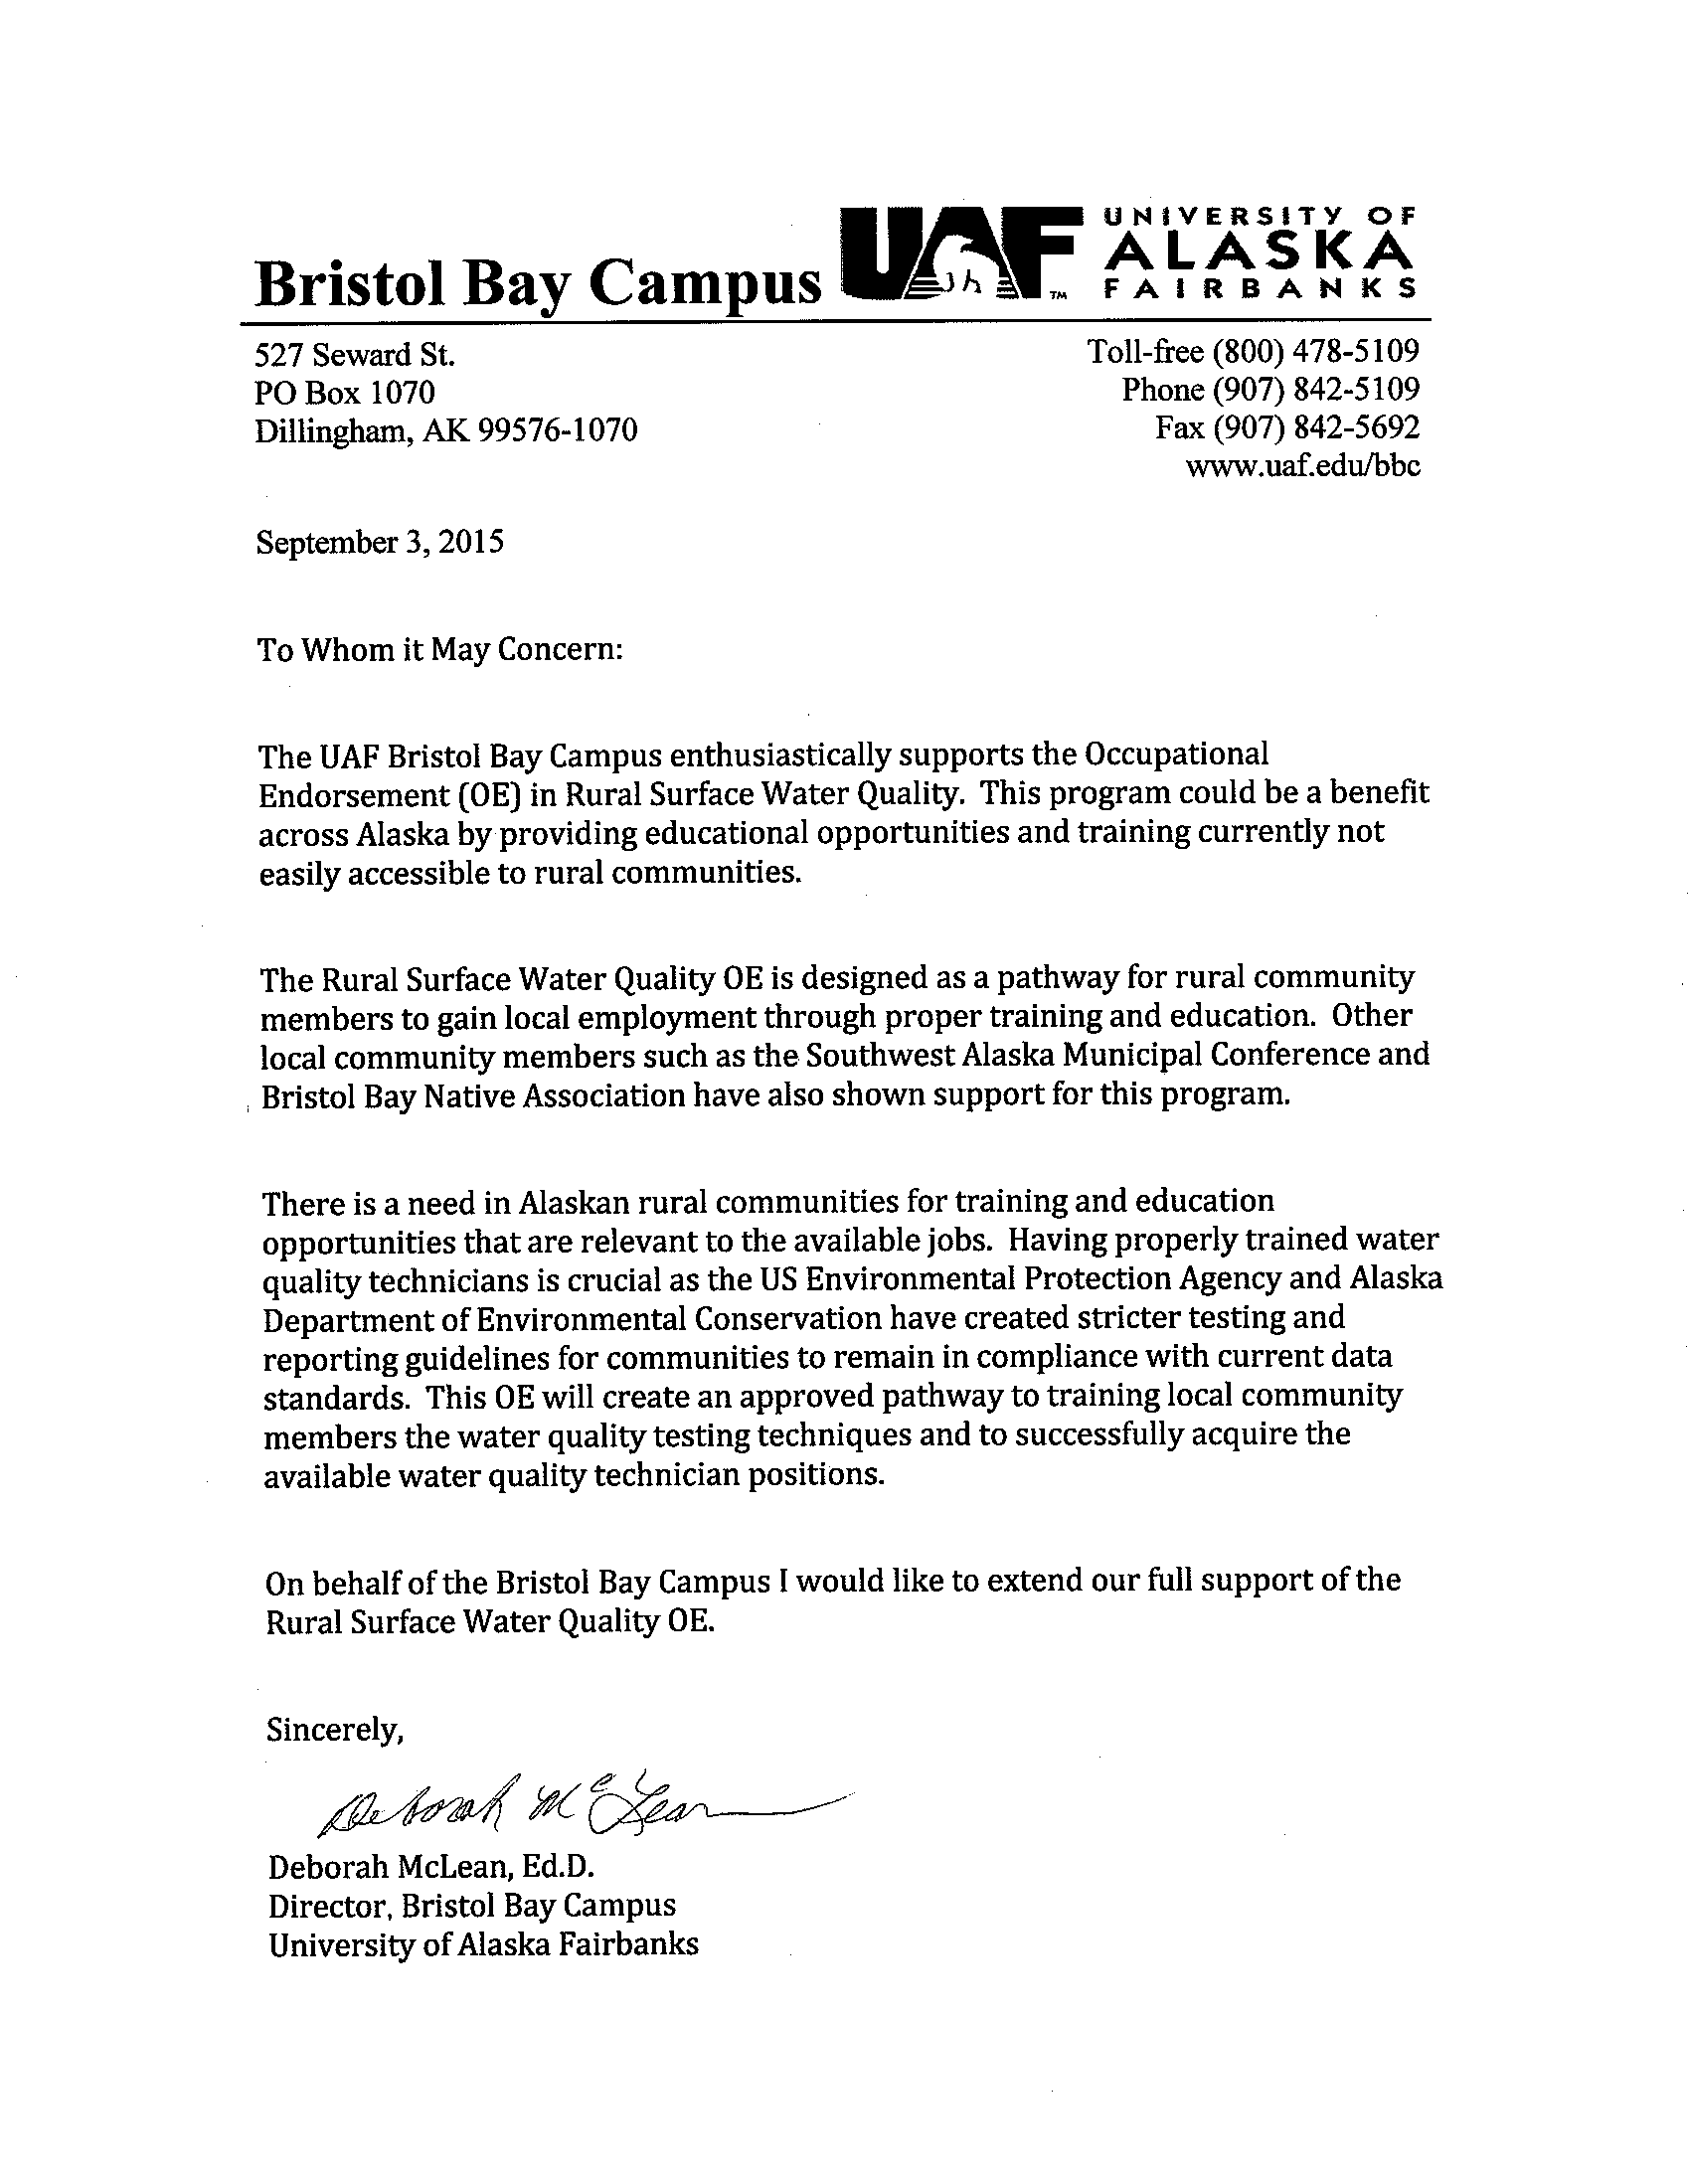 Bristol Bay Campus
UAF
UNIVERSITY OF
ALASKA
FAIRBANKS
TM
527 Seward St.
PO Box 1070
Dillingham, AK 99576-1070
Toll-free (800) 478-5109
Phone (907) 842-5109
Fax (907) 842-5692
www.uaf.edu/bbc
September 3, 2015
To Whom it May Concern:
The UAF Bristol Bay Campus enthusiastically supports the Occupational
Endorsement (OE) in Rural Surface Water Quality.  This program could be a benefit
across Alaska by providing educational opportunities and training currently not
easily accessible to rural communities.
The Rural Surface Water Quality OE is designed as a pathway for rural community
members to gain local employment through proper training and education.  Other
local community members such as the Southwest Alaska Municipal Conference and
Bristol Bay Native Association have also shown support for this program.
There is a need in Alaskan rural communities for training and education
opportunities that are relevant to the available jobs.  Having properly trained water
quality technicians is crucial as the US Environmental Protection Agency and Alaska
Department of Environmental Conservation have created stricter testing and
reporting guidelines for communities to remain in compliance with current data
standards.  This OE will create an approved pathway to training local community
members the water quality testing techniques and to successfully acquire the
available water quality technician positions.
On behalf of the Bristol Bay Campus I would like to extend our full support of the
Rural Surface Water Quality OE.
Sincerely,
Deborah McLean
Deborah McLean, Ed.D.
Director, Bristol Bay Campus
University of Alaska Fairbanks